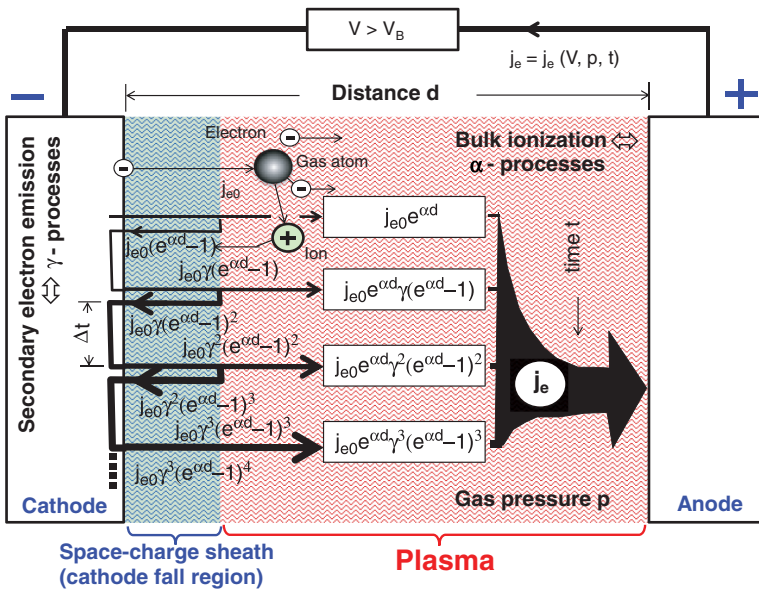 V > V_B
j_e = j_e (V, p, t)
−
+
Distance d
Electron
Gas atom
Bulk ionization ⇔
α - processes
Secondary electron emission
⇔ γ - processes
j_e0
j_e0e^αd
j_e0(e^αd−1)
Ion
j_e0γ(e^αd−1)
j_e0e^αdγ(e^αd−1)
time t
Δt
j_e0γ(e^αd−1)^2
j_e0γ^2(e^αd−1)^2
j_e0e^αdγ^2(e^αd−1)^2
j_e
j_e0γ^2(e^αd−1)^3
j_e0γ^3(e^αd−1)^3
j_e0e^αdγ^3(e^αd−1)^3
j_e0γ^3(e^αd−1)^4
Gas pressure p
Cathode
Anode
Space-charge sheath
(cathode fall region)
Plasma